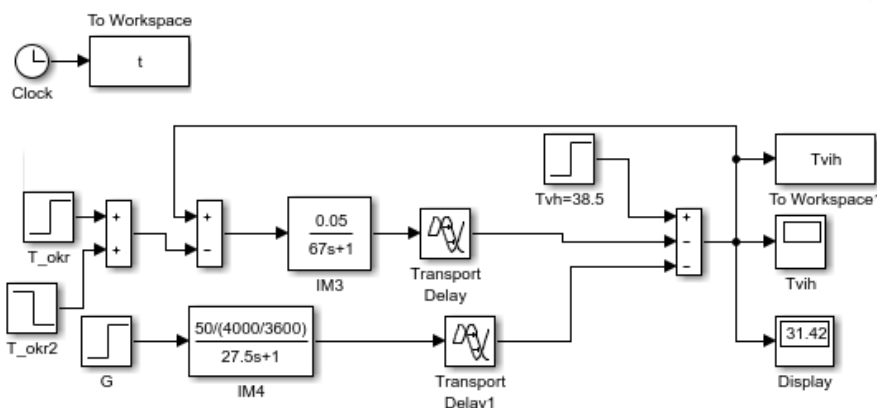 To Workspace
t
Clock
T_okr
+
+
+
−
0.05
67s+1
IM3
Transport
Delay
Tvh=38.5
+
−
−
Tvih
To Workspace1
Tvih
T_okr2
G
50/(4000/3600)
27.5s+1
IM4
Transport
Delay1
31.42
Display